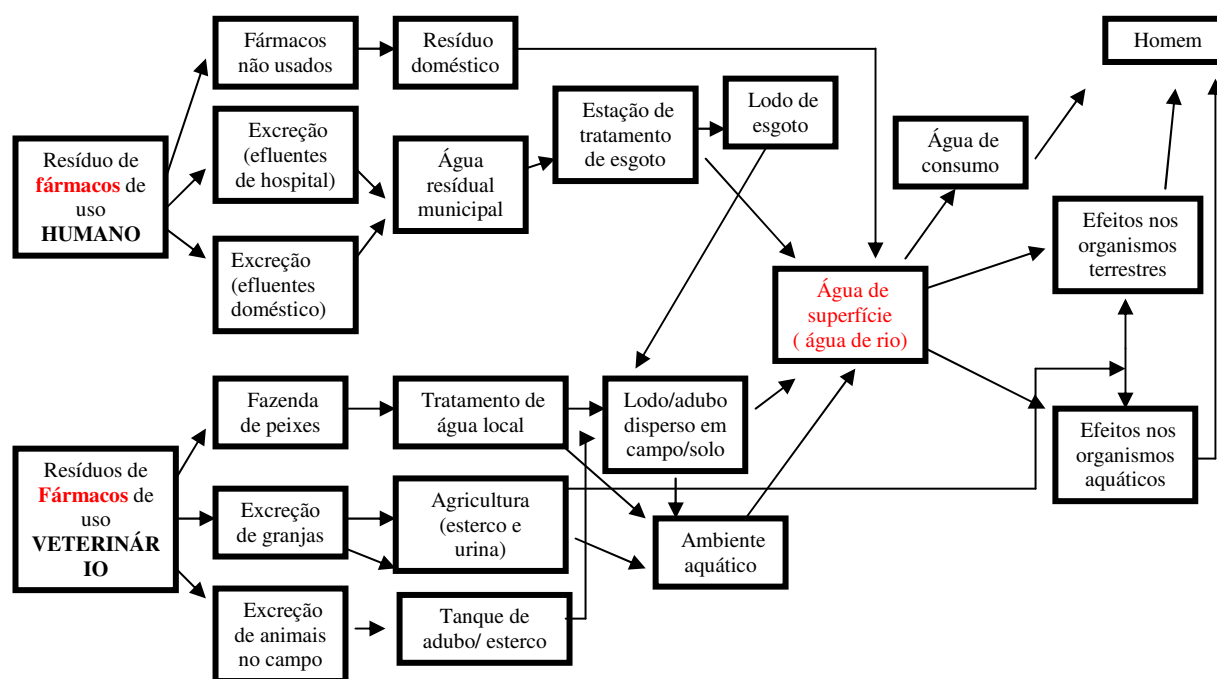 Fármacos
não usados
Resíduo
doméstico
Homem
Lodo de
esgoto
Estação de
tratamento
de esgoto
Excreção
(efluentes
de hospital)
Água de
consumo
Resíduo de
fármacos de
uso
HUMANO
Água
resídual
municipal
Efeitos nos
organismos
terrestres
Excreção
(efluentes
doméstico)
Água de
superfície
( água de rio)
Fazenda
de peixes
Tratamento de
água local
Lodo/adubo
disperso em
campo/solo
Efeitos nos
organismos
aquáticos
Resíduos de
Fármacos de
uso
VETERINÁR
IO
Excreção
de granjas
Agricultura
(esterco e
urina)
Ambiente
aquático
Excreção
de animais
no campo
Tanque de
adubo/ esterco